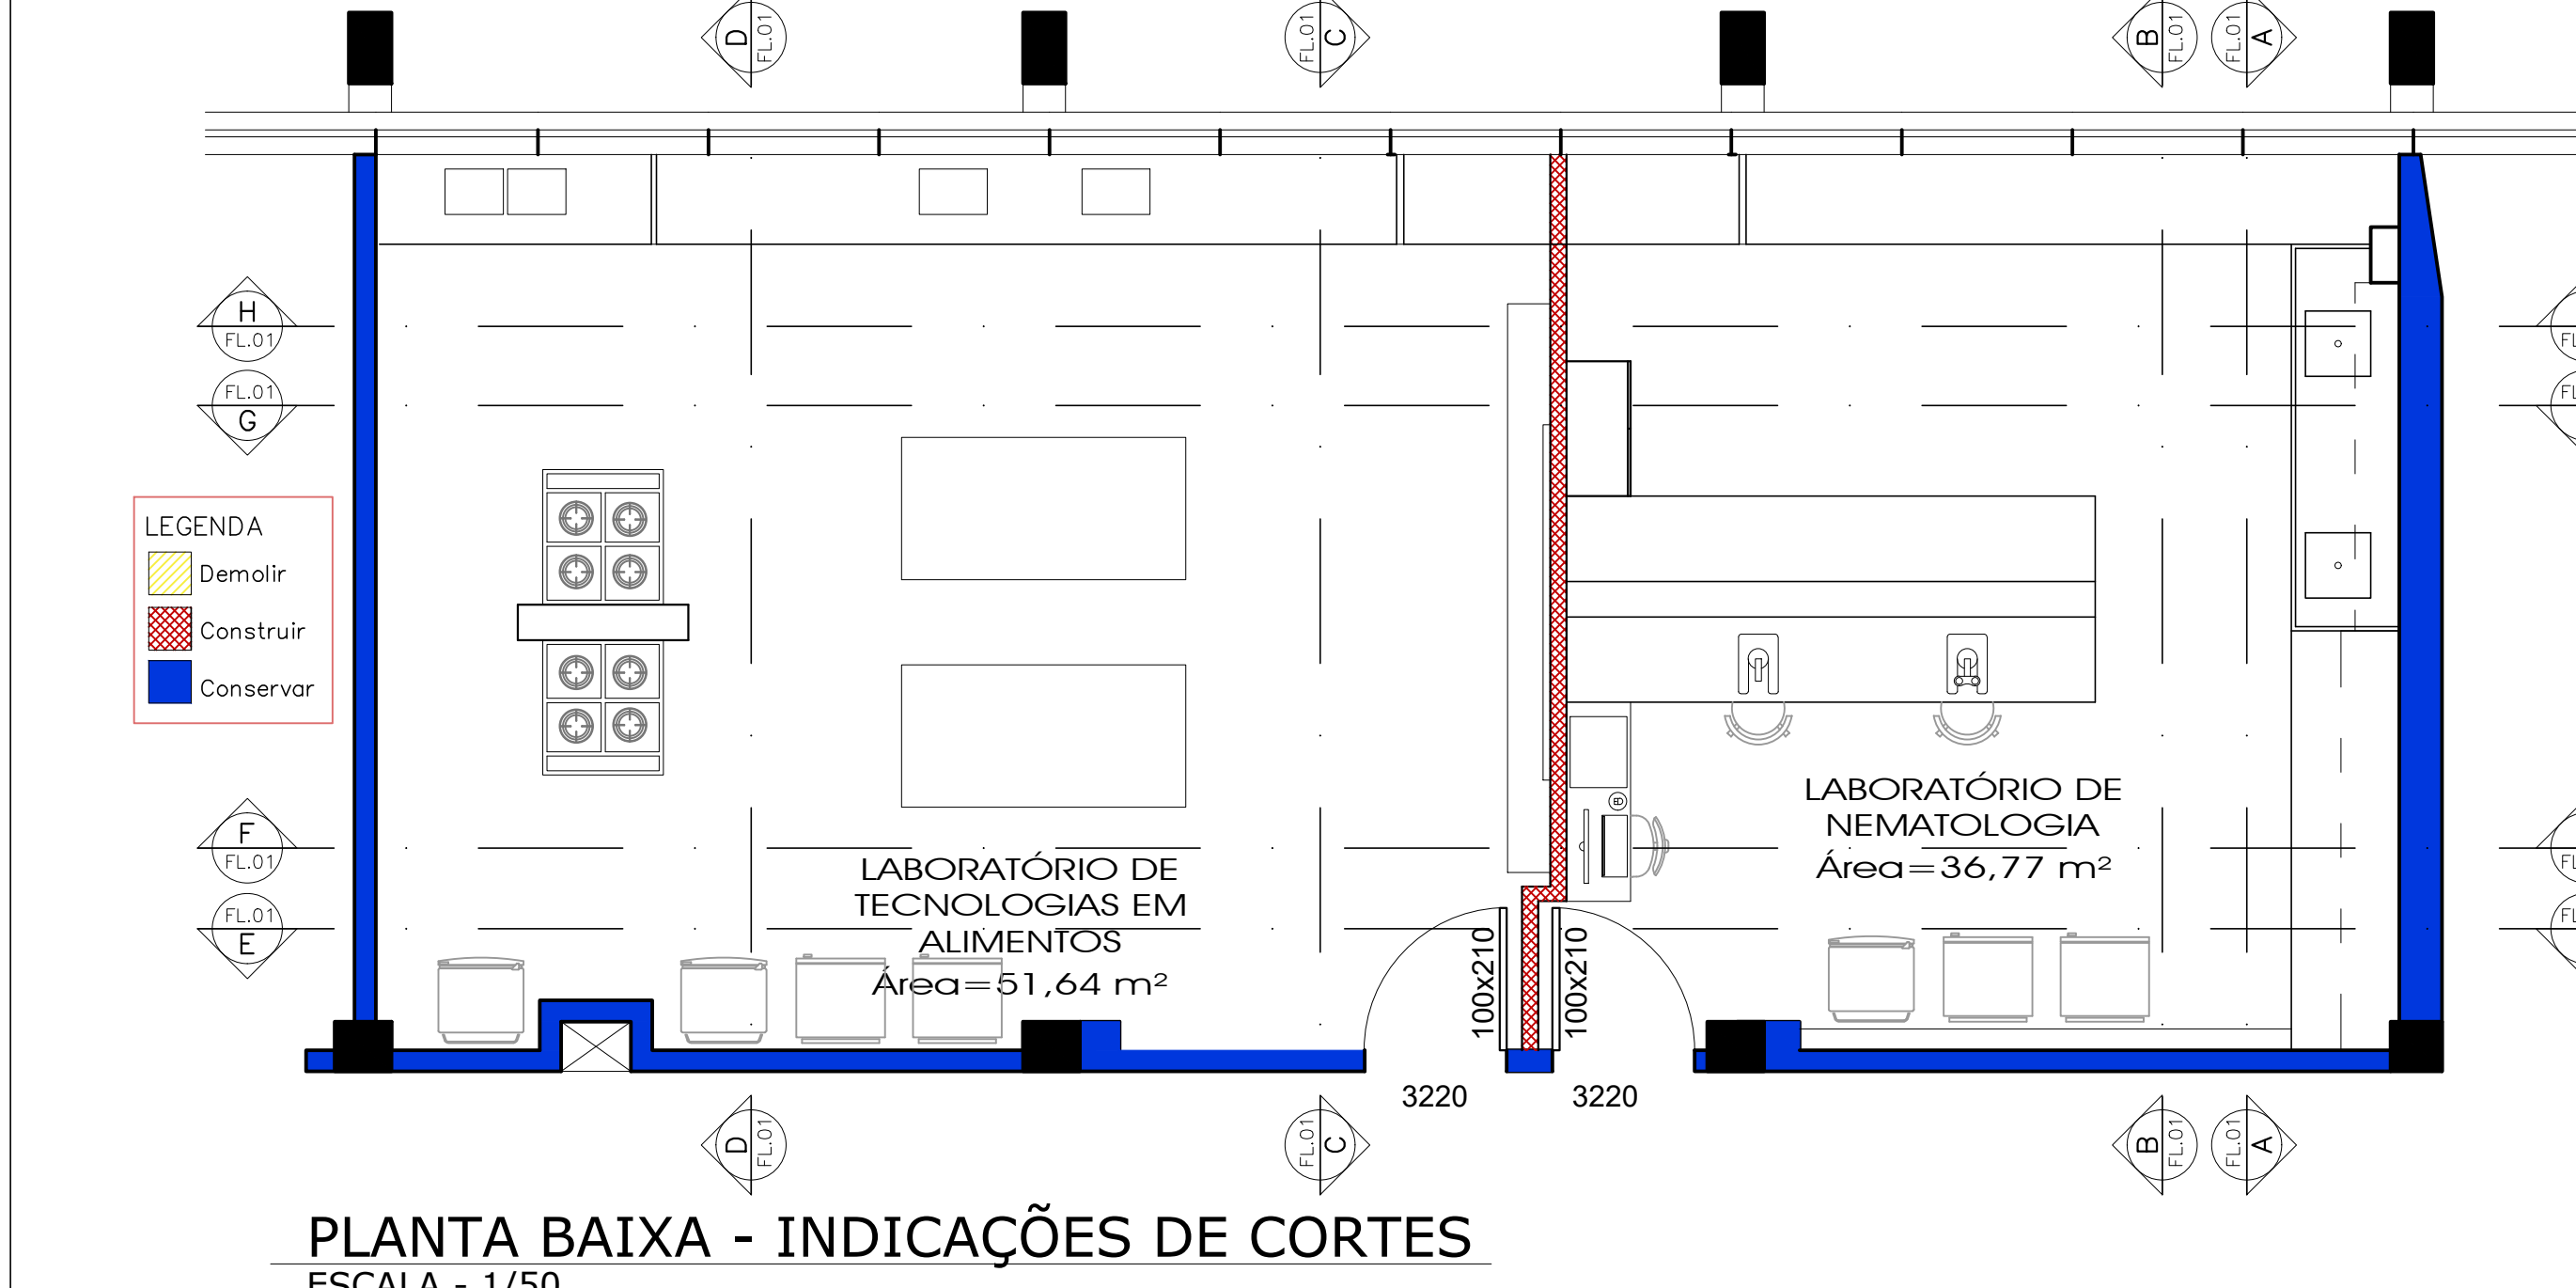 D
FL.01
FL.01
C
B
FL.01
FL.01
A
H
FL.01
FL.01
G
LEGENDA
Demolir
Construir
Conservar
F
FL.01
FL.01
E
LABORATÓRIO DE
TECNOLOGIAS EM
ALIMENTOS
Área=51,64 m²
LABORATÓRIO DE
NEMATOLOGIA
Área=36,77 m²
100x210
100x210
3220
3220
D
FL.01
FL.01
C
B
FL.01
FL.01
A
PLANTA BAIXA - INDICAÇÕES DE CORTES
ESCALA - 1/50